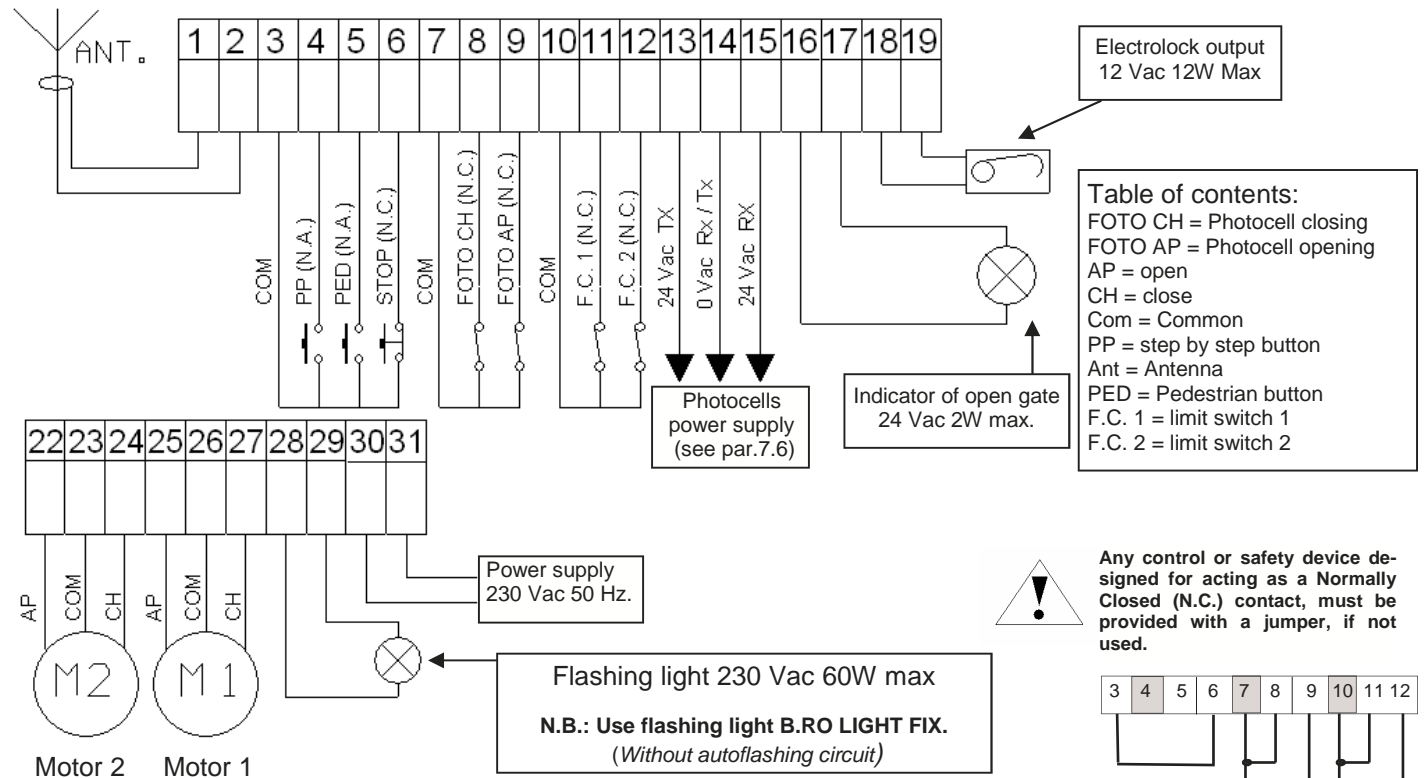 ANT.
1 2 3 4 5 6 7 8 9 10 11 12 13 14 15 16 17 18 19
Electrolock output
12 Vac 12W Max
COM
PP (N.A.)
PED (N.A.)
STOP (N.C.)
COM
FOTO CH (N.C.)
FOTO AP (N.C.)
COM
F.C. 1 (N.C.)
F.C. 2 (N.C.)
24 Vac TX
0 Vac Rx / Tx
24 Vac RX
Table of contents:
FOTO CH = Photocell closing
FOTO AP = Photocell opening
AP = open
CH = close
Com = Common
PP = step by step button
Ant = Antenna
PED = Pedestrian button
F.C. 1 = limit switch 1
F.C. 2 = limit switch 2
Photocells
power supply
(see par.7.6)
Indicator of open gate
24 Vac 2W max.
22 23 24 25 26 27 28 29 30 31
AP
COM
CH
AP
COM
CH
M2
M1
Motor 2
Motor 1
Power supply
230 Vac 50 Hz.
Flashing light 230 Vac 60W max
N.B.: Use flashing light B.RO LIGHT FIX.
(Without autoflashing circuit)
Any control or safety device de-
signed for acting as a Normally
Closed (N.C.) contact, must be
provided with a jumper, if not
used.
3 4 5 6 7 8 9 10 11 12